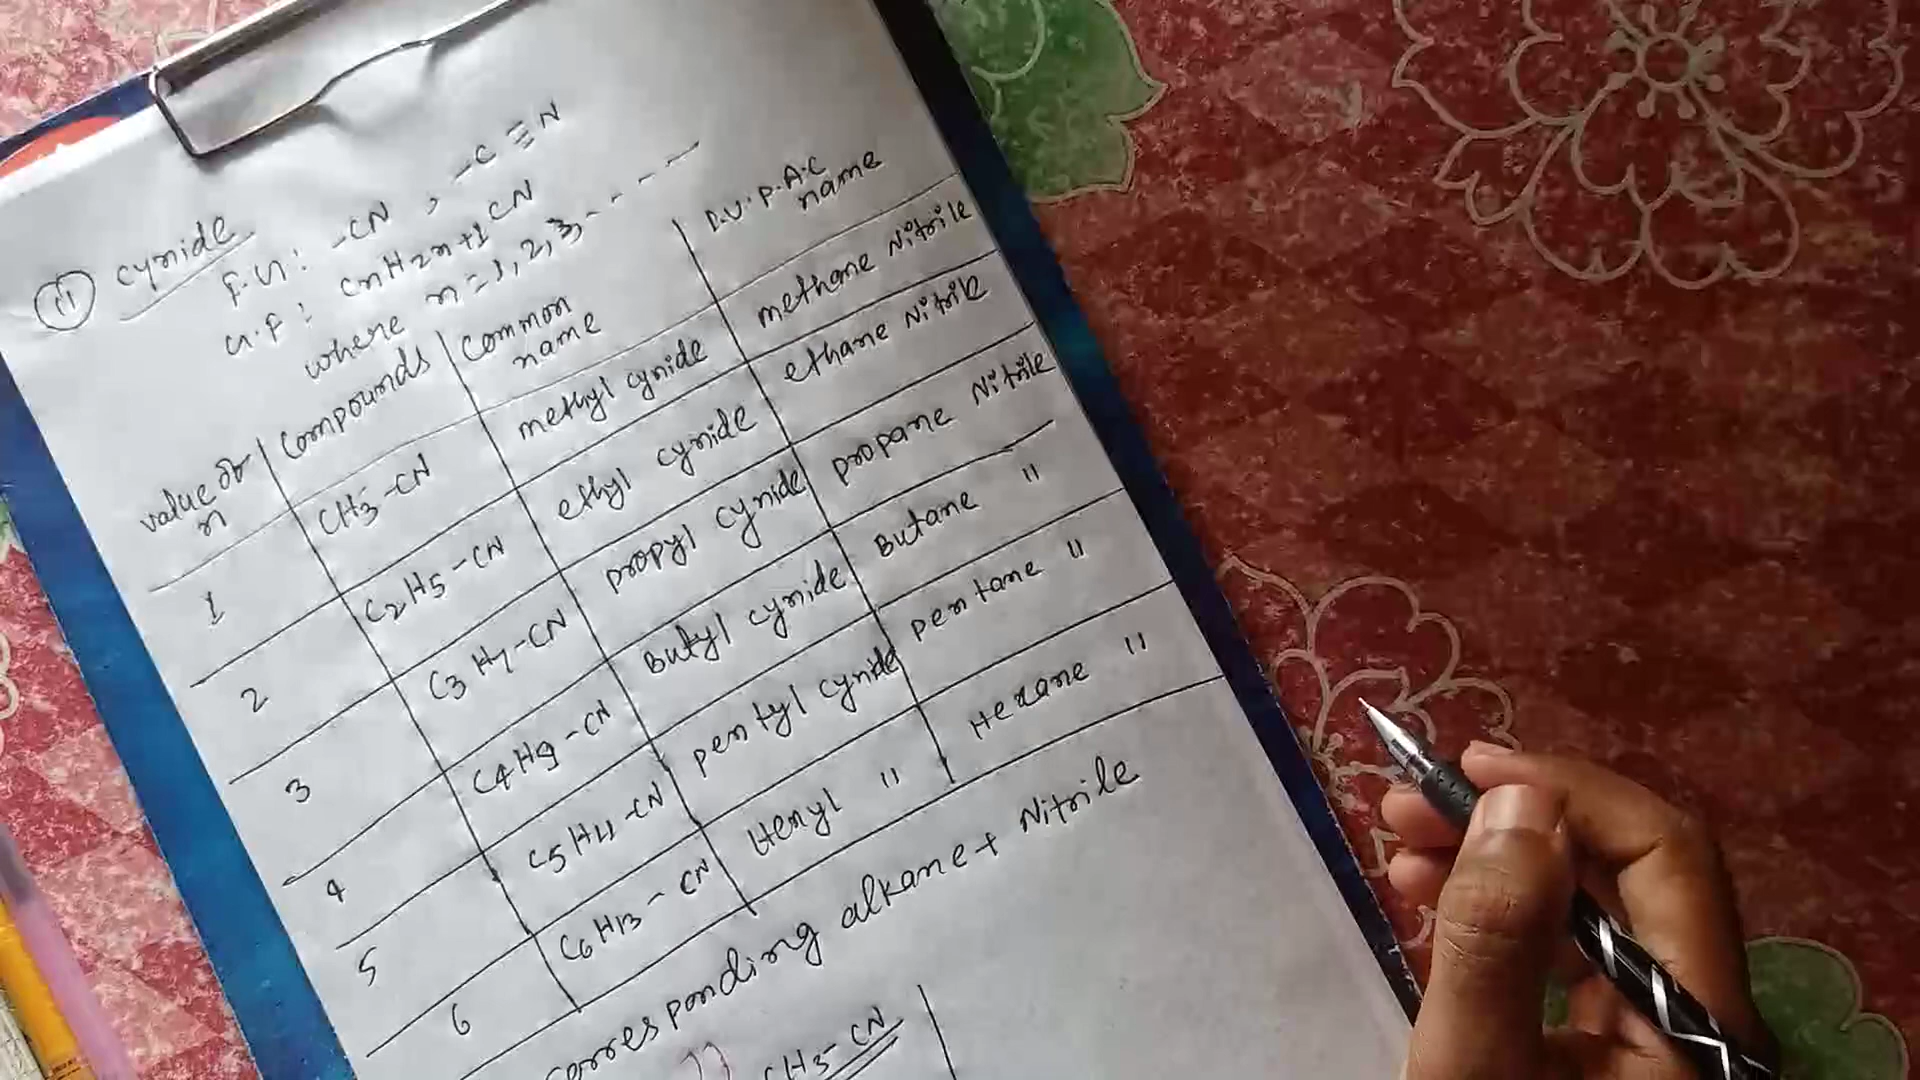 11 cynide
F.G: -CN , -C≡N
G.F: CnH2n+1 CN
where n=1,2,3, - - - - -
value of n | Compounds | Common name | I.U.P.A.C name
1 | CH3-CN | methyl cynide | methane Nitrile
2 | C2H5-CN | ethyl cynide | ethane Nitrile
3 | C3H7-CN | propyl cynide | propane Nitrile
4 | C4H9-CN | Butyl cynide | Butane "
5 | C5H11-CN | pentyl cynide | pentane "
6 | C6H13-CN | Hexyl " | Hexane "
corresponding alkane + Nitrile
CH3-CN